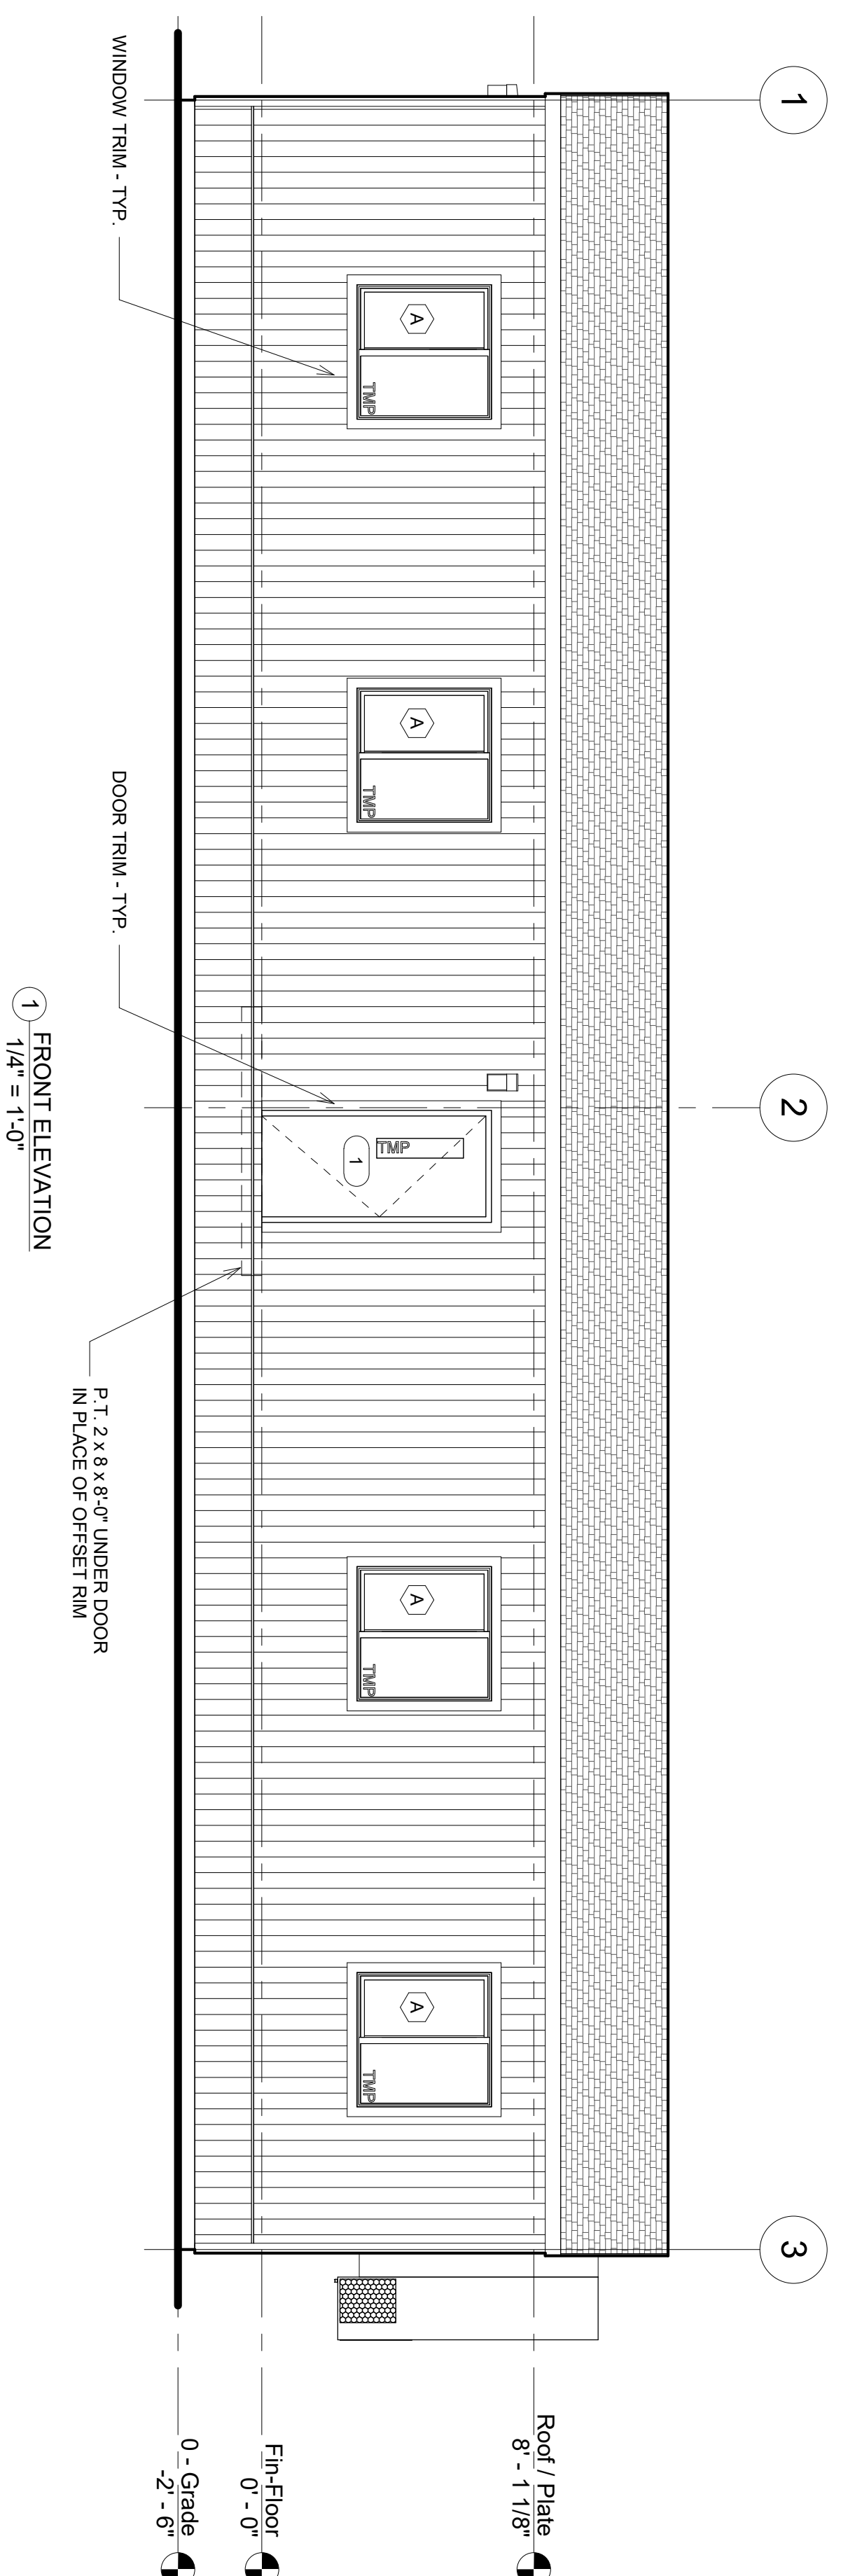 1
2
3
A
TMP
A
TMP
TMP
1
A
TMP
A
TMP
WINDOW TRIM - TYP.
DOOR TRIM - TYP.
P.T. 2 x 8 x 8'-0" UNDER DOOR
IN PLACE OF OFFSET RIM
Roof / Plate
8' - 1 1/8"
Fin-Floor
0' - 0"
0 - Grade
-2' - 6"
1
FRONT ELEVATION
1/4" = 1'-0"